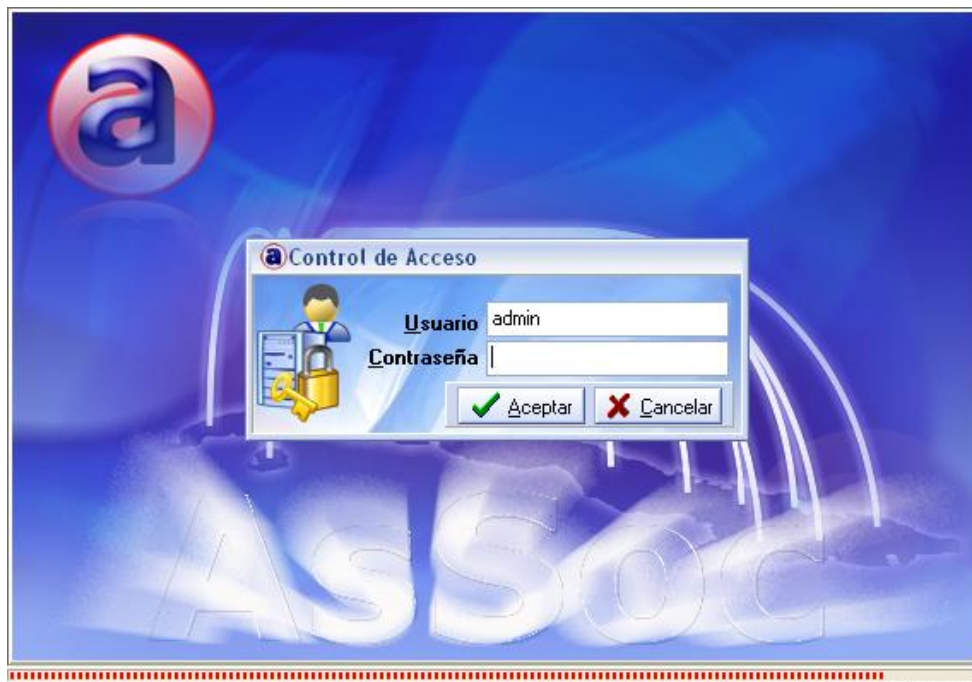 a
Control de Acceso
Usuario admin
Contraseña
Aceptar Cancelar
AsSoc